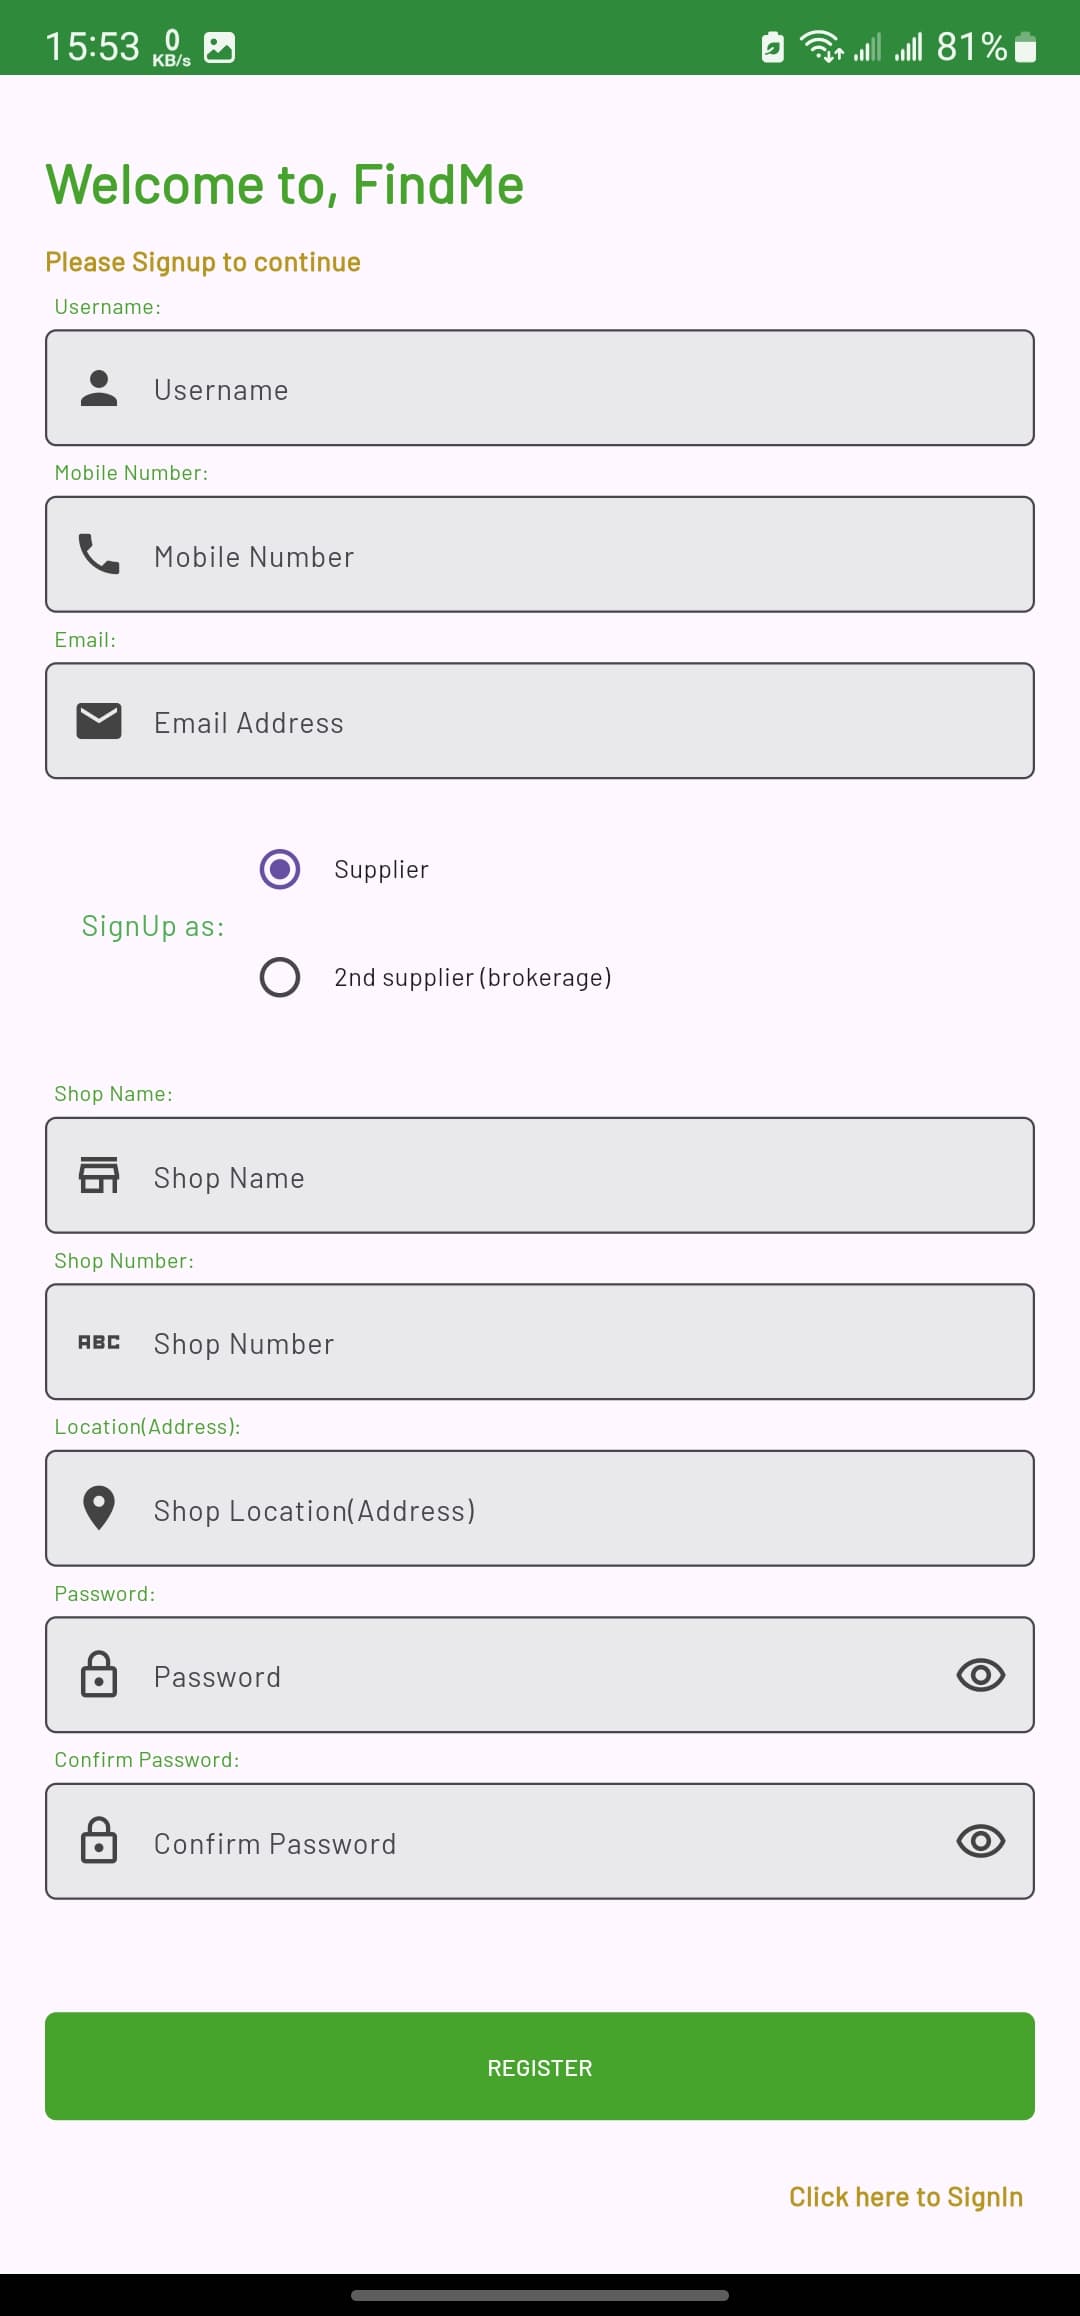 15:53 0 KB/s 81%
Welcome to, FindMe
Please Signup to continue
Username:
Username
Mobile Number:
Mobile Number
Email:
Email Address
Supplier
SignUp as:
2nd supplier (brokerage)
Shop Name:
Shop Name
Shop Number:
ABC Shop Number
Location(Address):
Shop Location(Address)
Password:
Password
Confirm Password:
Confirm Password
REGISTER
Click here to SignIn